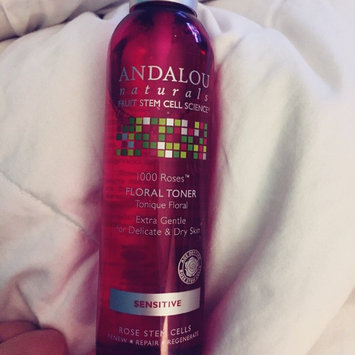 ANDALOU
naturals
FRUIT STEM CELL SCIENCE
1000 Roses™
FLORAL TONER
Tonique Floral
Extra Gentle
for Delicate & Dry Skin
SENSITIVE
ROSE STEM CELLS
RENEW • REPAIR • REGENERATE